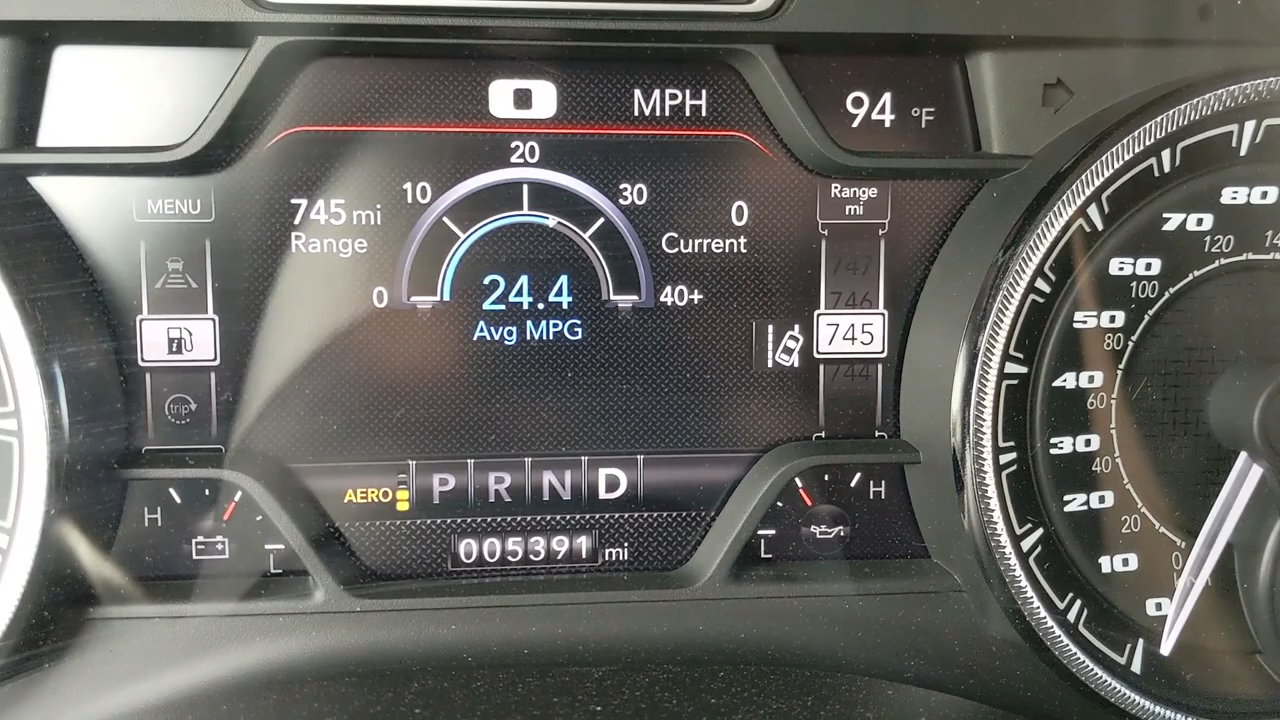 0 MPH
94 °F
MENU
745 mi
Range
0
10
20
30
40+
24.4
Avg MPG
0
Current
Range
mi
747
746
745
744
trip
AERO P R N D
005391 mi
H
L
H
L
80
70
60
50
40
30
20
10
0
120
100
80
60
40
20
0